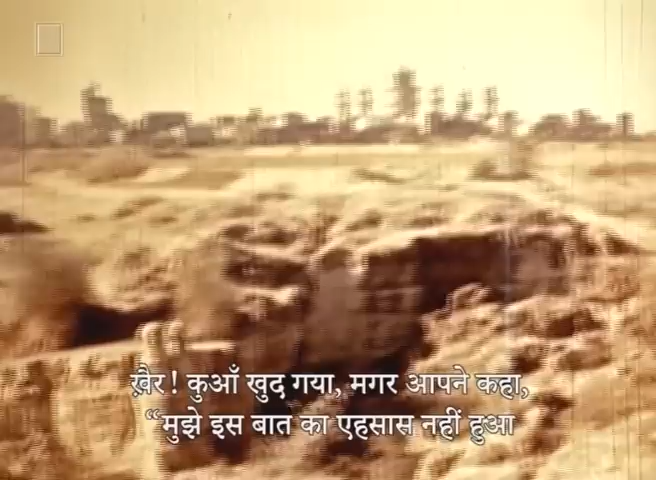 ख़ैर! कुआँ खुद गया, मगर आपने कहा,
“मुझे इस बात का एहसास नहीं हुआ